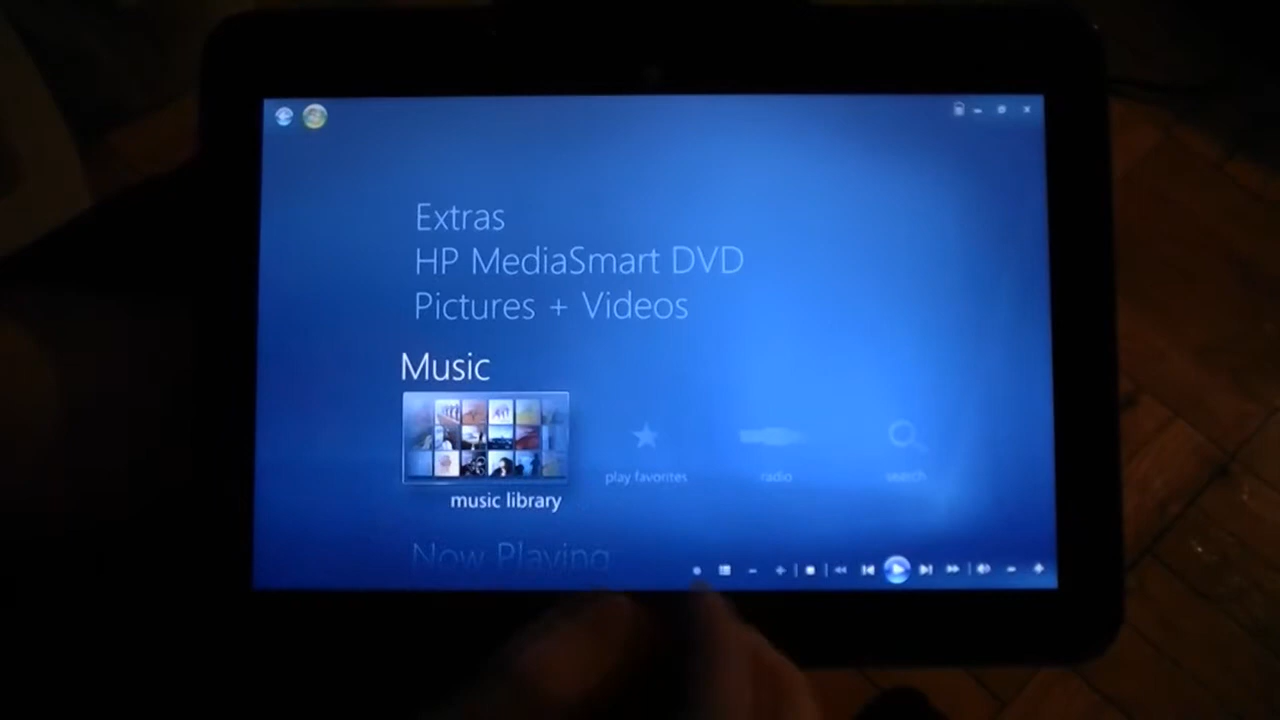 Extras
HP MediaSmart DVD
Pictures + Videos
Music
play favorites
radio
search
music library
Now Playing